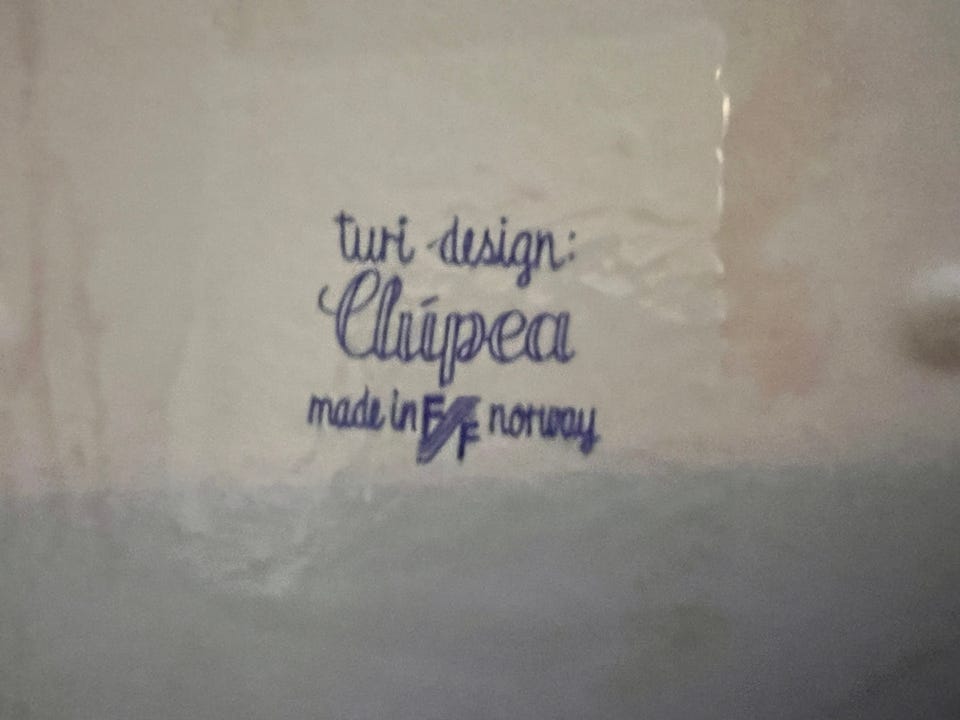 turi design:
Clupea
made in F/F norway